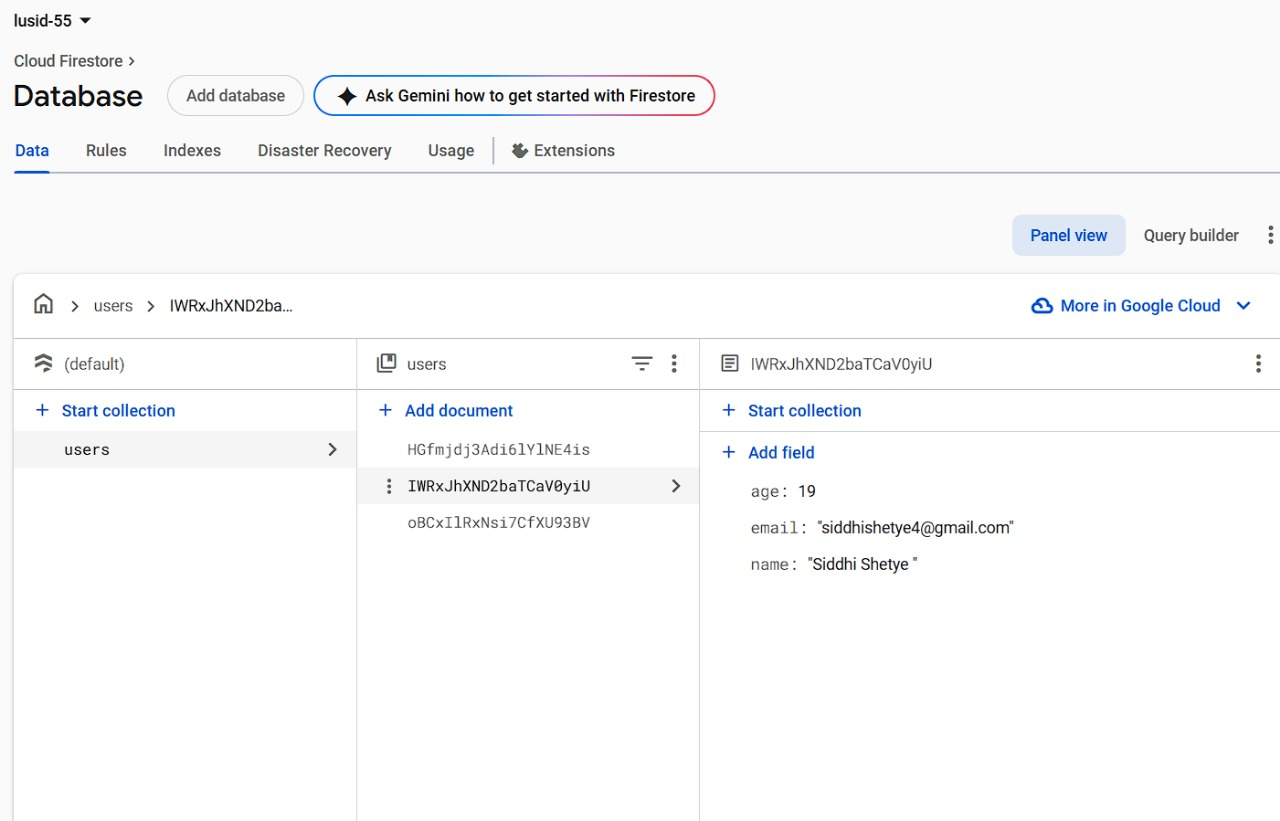 lusid-55
Cloud Firestore
Database
Add database
Ask Gemini how to get started with Firestore
Data Rules Indexes Disaster Recovery Usage Extensions
Panel view Query builder
users IWRxJhXND2ba…
More in Google Cloud
(default)
Start collection
users
users
Add document
HGfmjdj3Adi6lYlNE4is
IWRxJhXND2baTCaV0yiU
oBCxIlRxNsi7CfXU93BV
IWRxJhXND2baTCaV0yiU
Start collection
Add field
age: 19
email: "siddhishetye4@gmail.com"
name: "Siddhi Shetye "